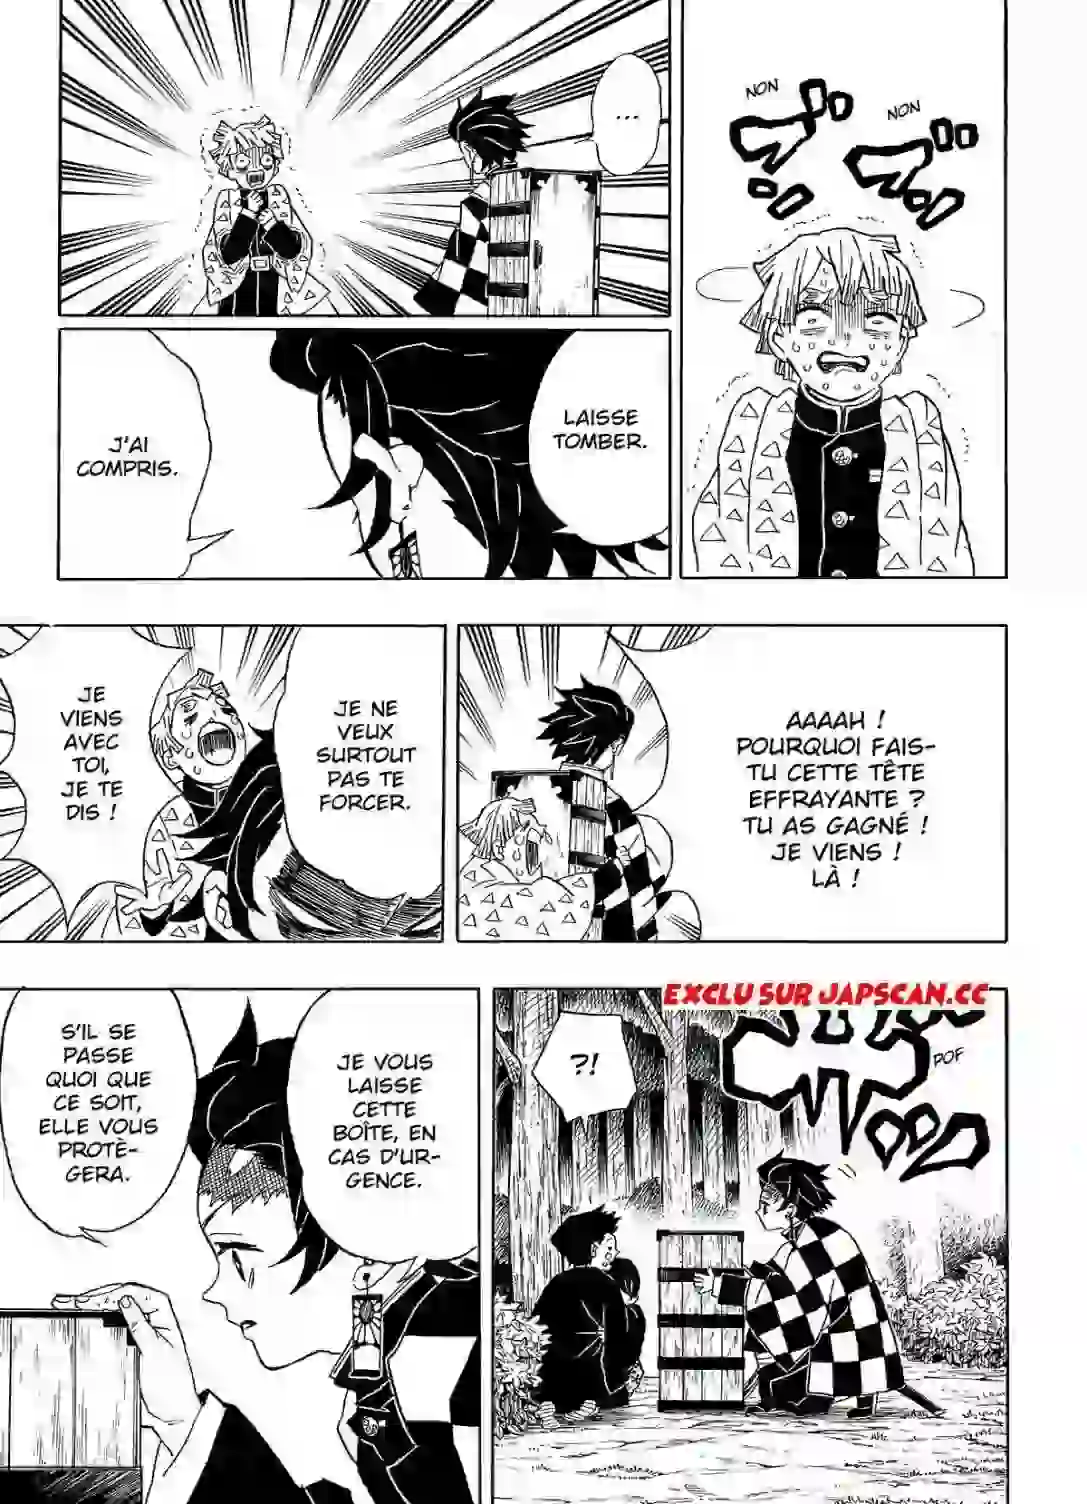 NON
NON
...
LAISSE
TOMBER.
J'AI
COMPRIS.
AAAAH !
POURQUOI FAIS-
TU CETTE TÊTE
EFFRAYANTE ?
TU AS GAGNÉ !
JE VIENS !
LÀ !
JE NE
VEUX
SURTOUT
PAS TE
FORCER.
JE
VIENS
AVEC
TOI,
JE TE
DIS !
EXCLU SUR JAPSCAN.CC
POF
?!
JE VOUS
LAISSE
CETTE
BOÎTE, EN
CAS D'UR-
GENCE.
S'IL SE
PASSE
QUOI QUE
CE SOIT,
ELLE VOUS
PROTÈ-
GERA.